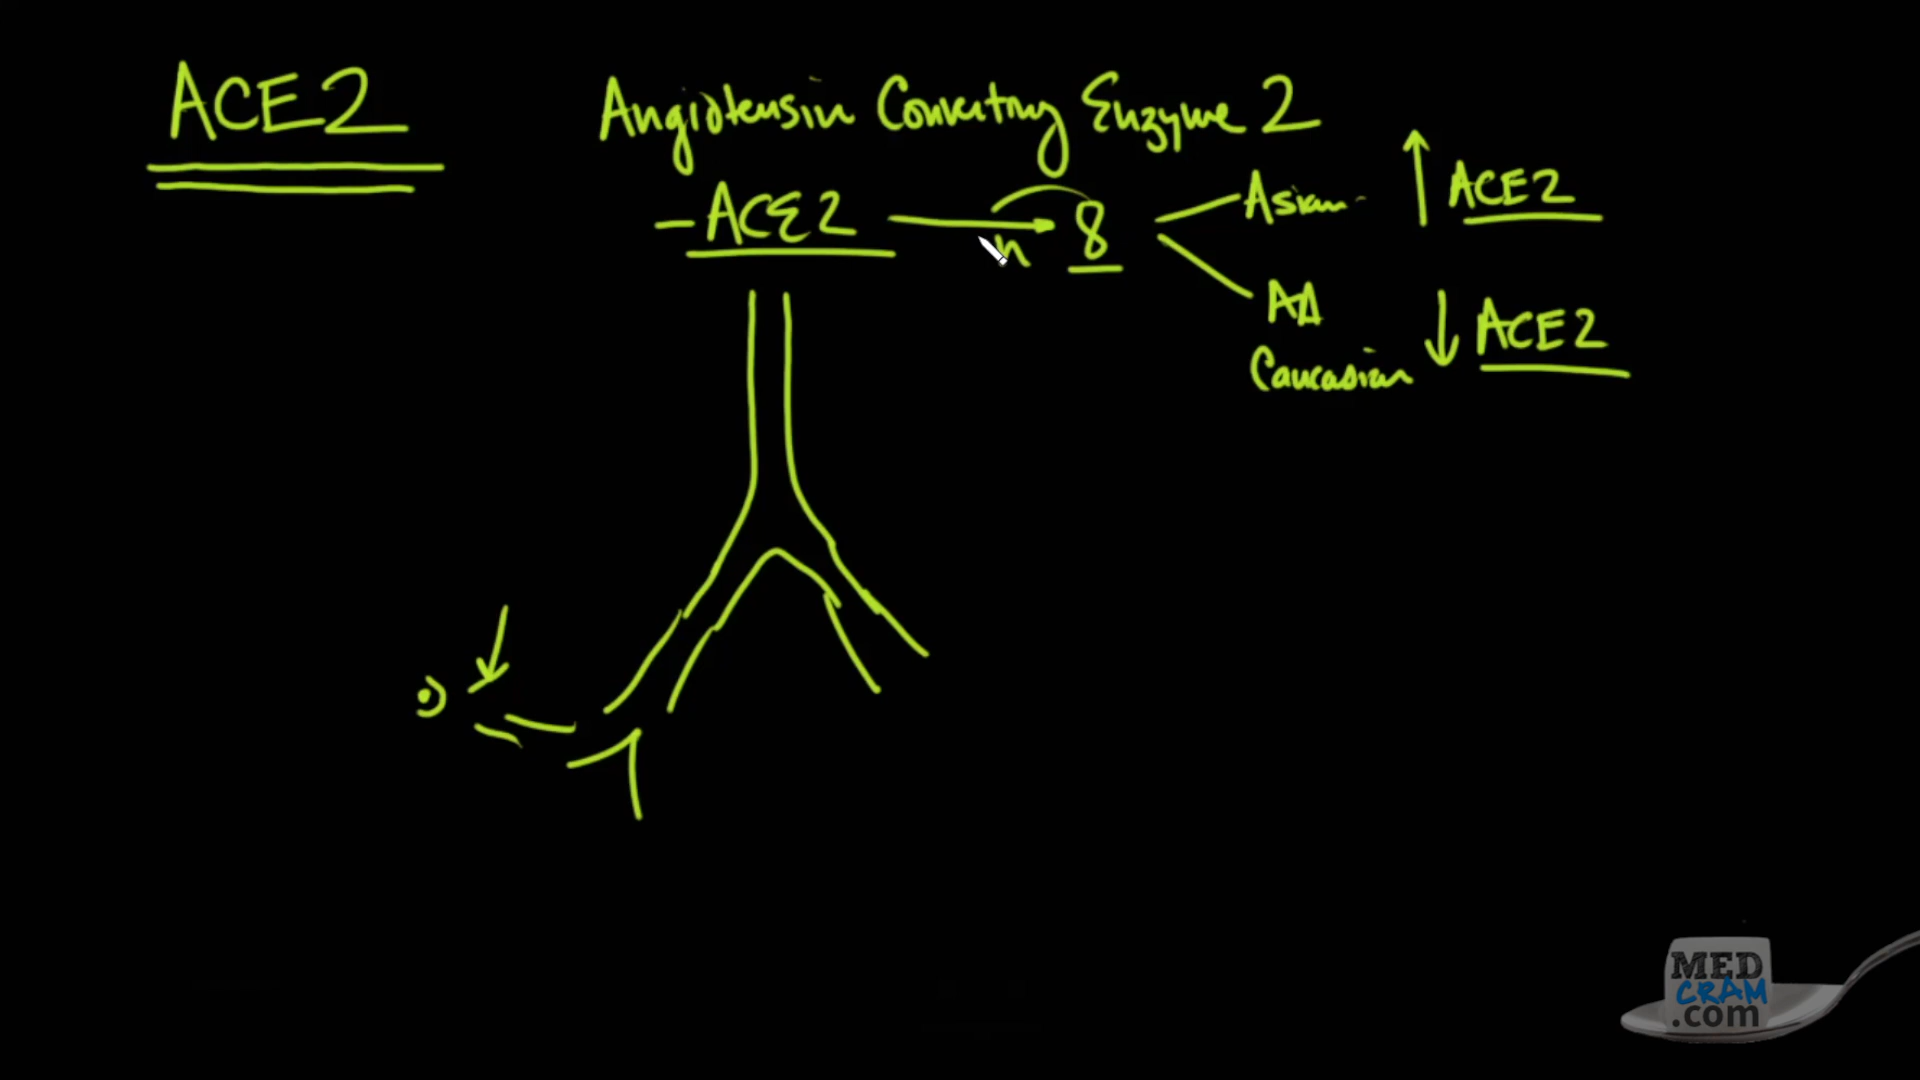 ACE2
Angiotensin Converting Enzyme 2
- ACE2 → n 8
Asian ↑ ACE2
AA
Caucasian ↓ ACE2
MED
CRAM
.com